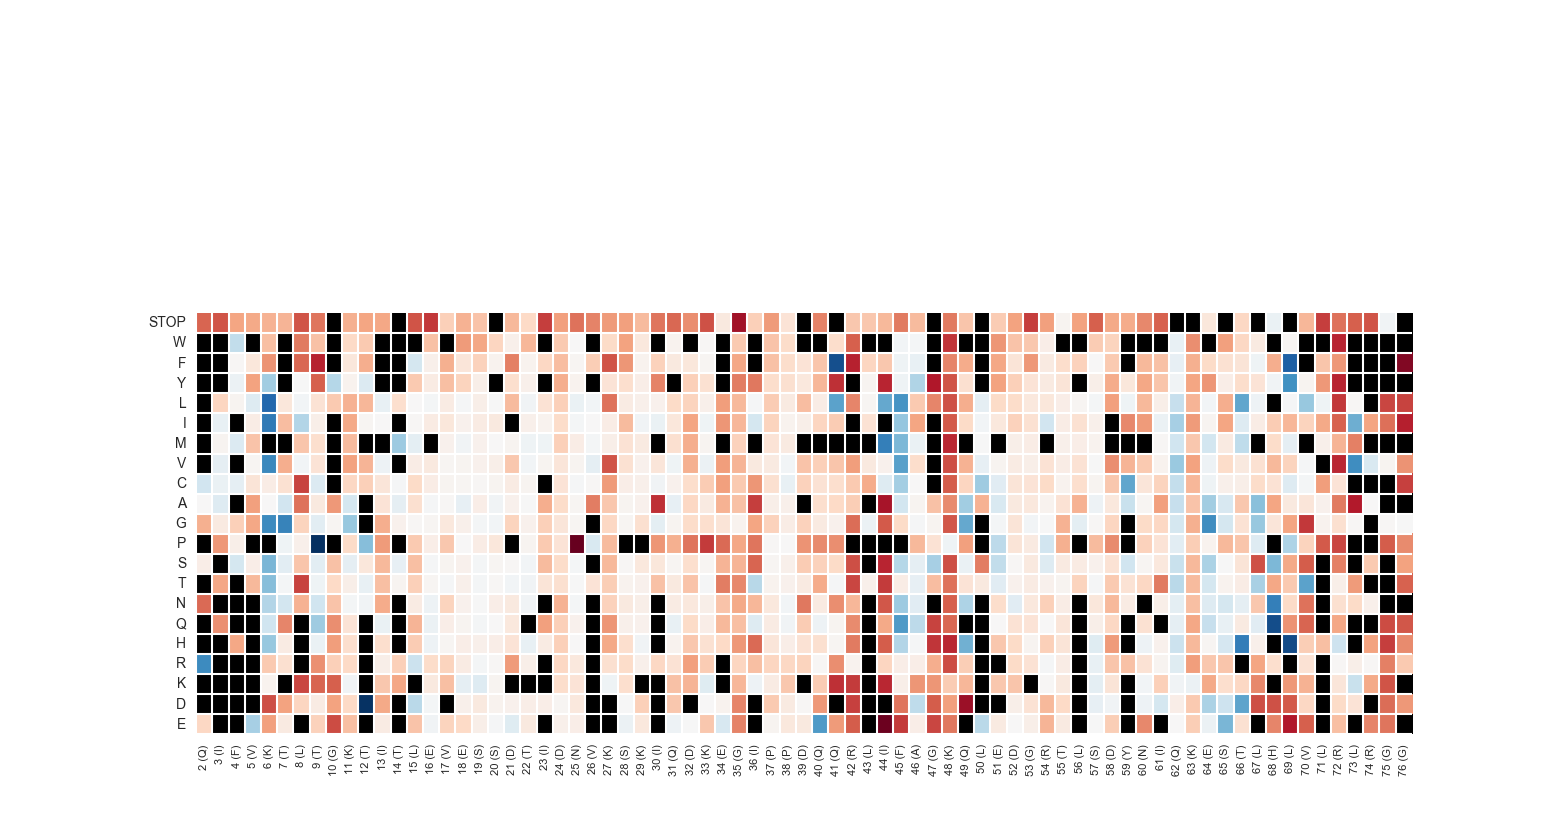 STOP
W
F
Y
L
I
M
V
C
A
G
P
S
T
N
Q
H
R
K
D
E
2 (Q)
3 (I)
4 (F)
5 (V)
6 (K)
7 (T)
8 (L)
9 (T)
10 (G)
11 (K)
12 (T)
13 (I)
14 (T)
15 (L)
16 (E)
17 (V)
18 (E)
19 (S)
20 (S)
21 (D)
22 (T)
23 (I)
24 (D)
25 (N)
26 (V)
27 (K)
28 (S)
29 (K)
30 (I)
31 (Q)
32 (D)
33 (K)
34 (E)
35 (G)
36 (I)
37 (P)
38 (P)
39 (D)
40 (Q)
41 (Q)
42 (R)
43 (L)
44 (I)
45 (F)
46 (A)
47 (G)
48 (K)
49 (Q)
50 (L)
51 (E)
52 (D)
53 (G)
54 (R)
55 (T)
56 (L)
57 (S)
58 (D)
59 (Y)
60 (N)
61 (I)
62 (Q)
63 (K)
64 (E)
65 (S)
66 (T)
67 (L)
68 (H)
69 (L)
70 (V)
71 (L)
72 (R)
73 (L)
74 (R)
75 (G)
76 (G)